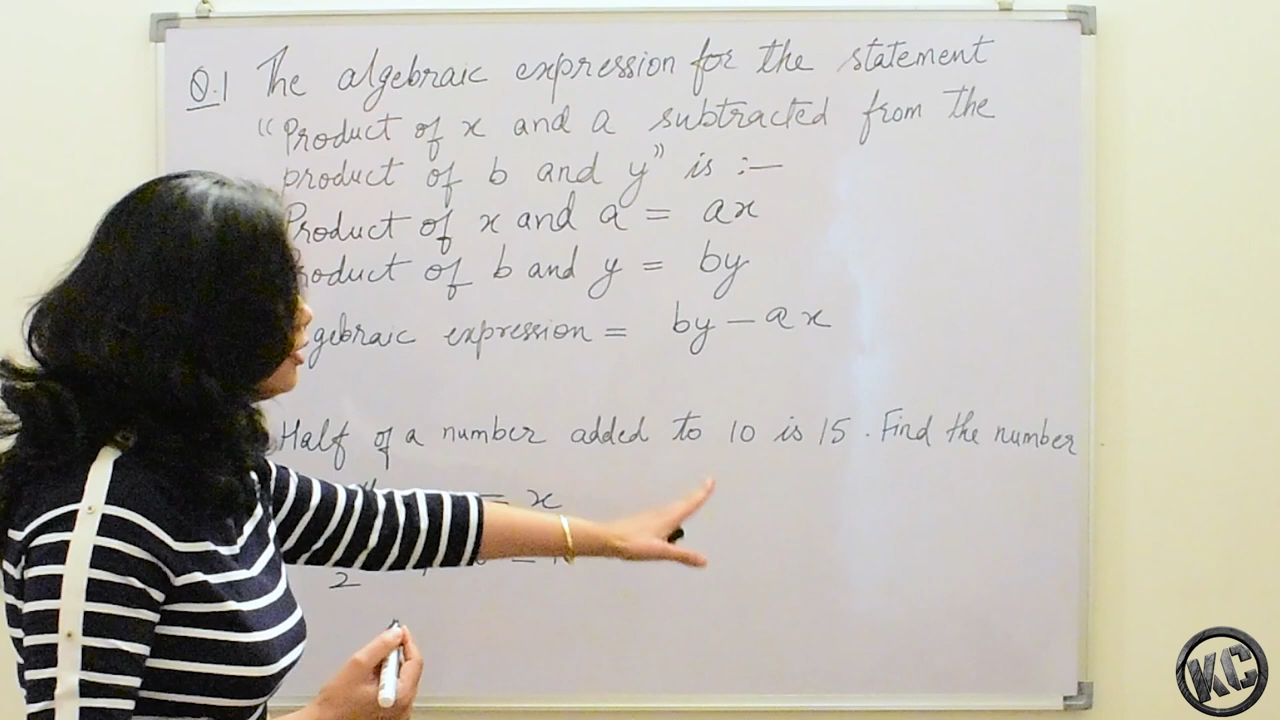 Q.1 The algebraic expression for the statement
"Product of x and a subtracted from the
product of b and y" is :—
Product of x and a = ax
Product of b and y = by
gebraic expression = by - ax
Half of a number added to 10 is 15. Find the number
= x
2 =
KC